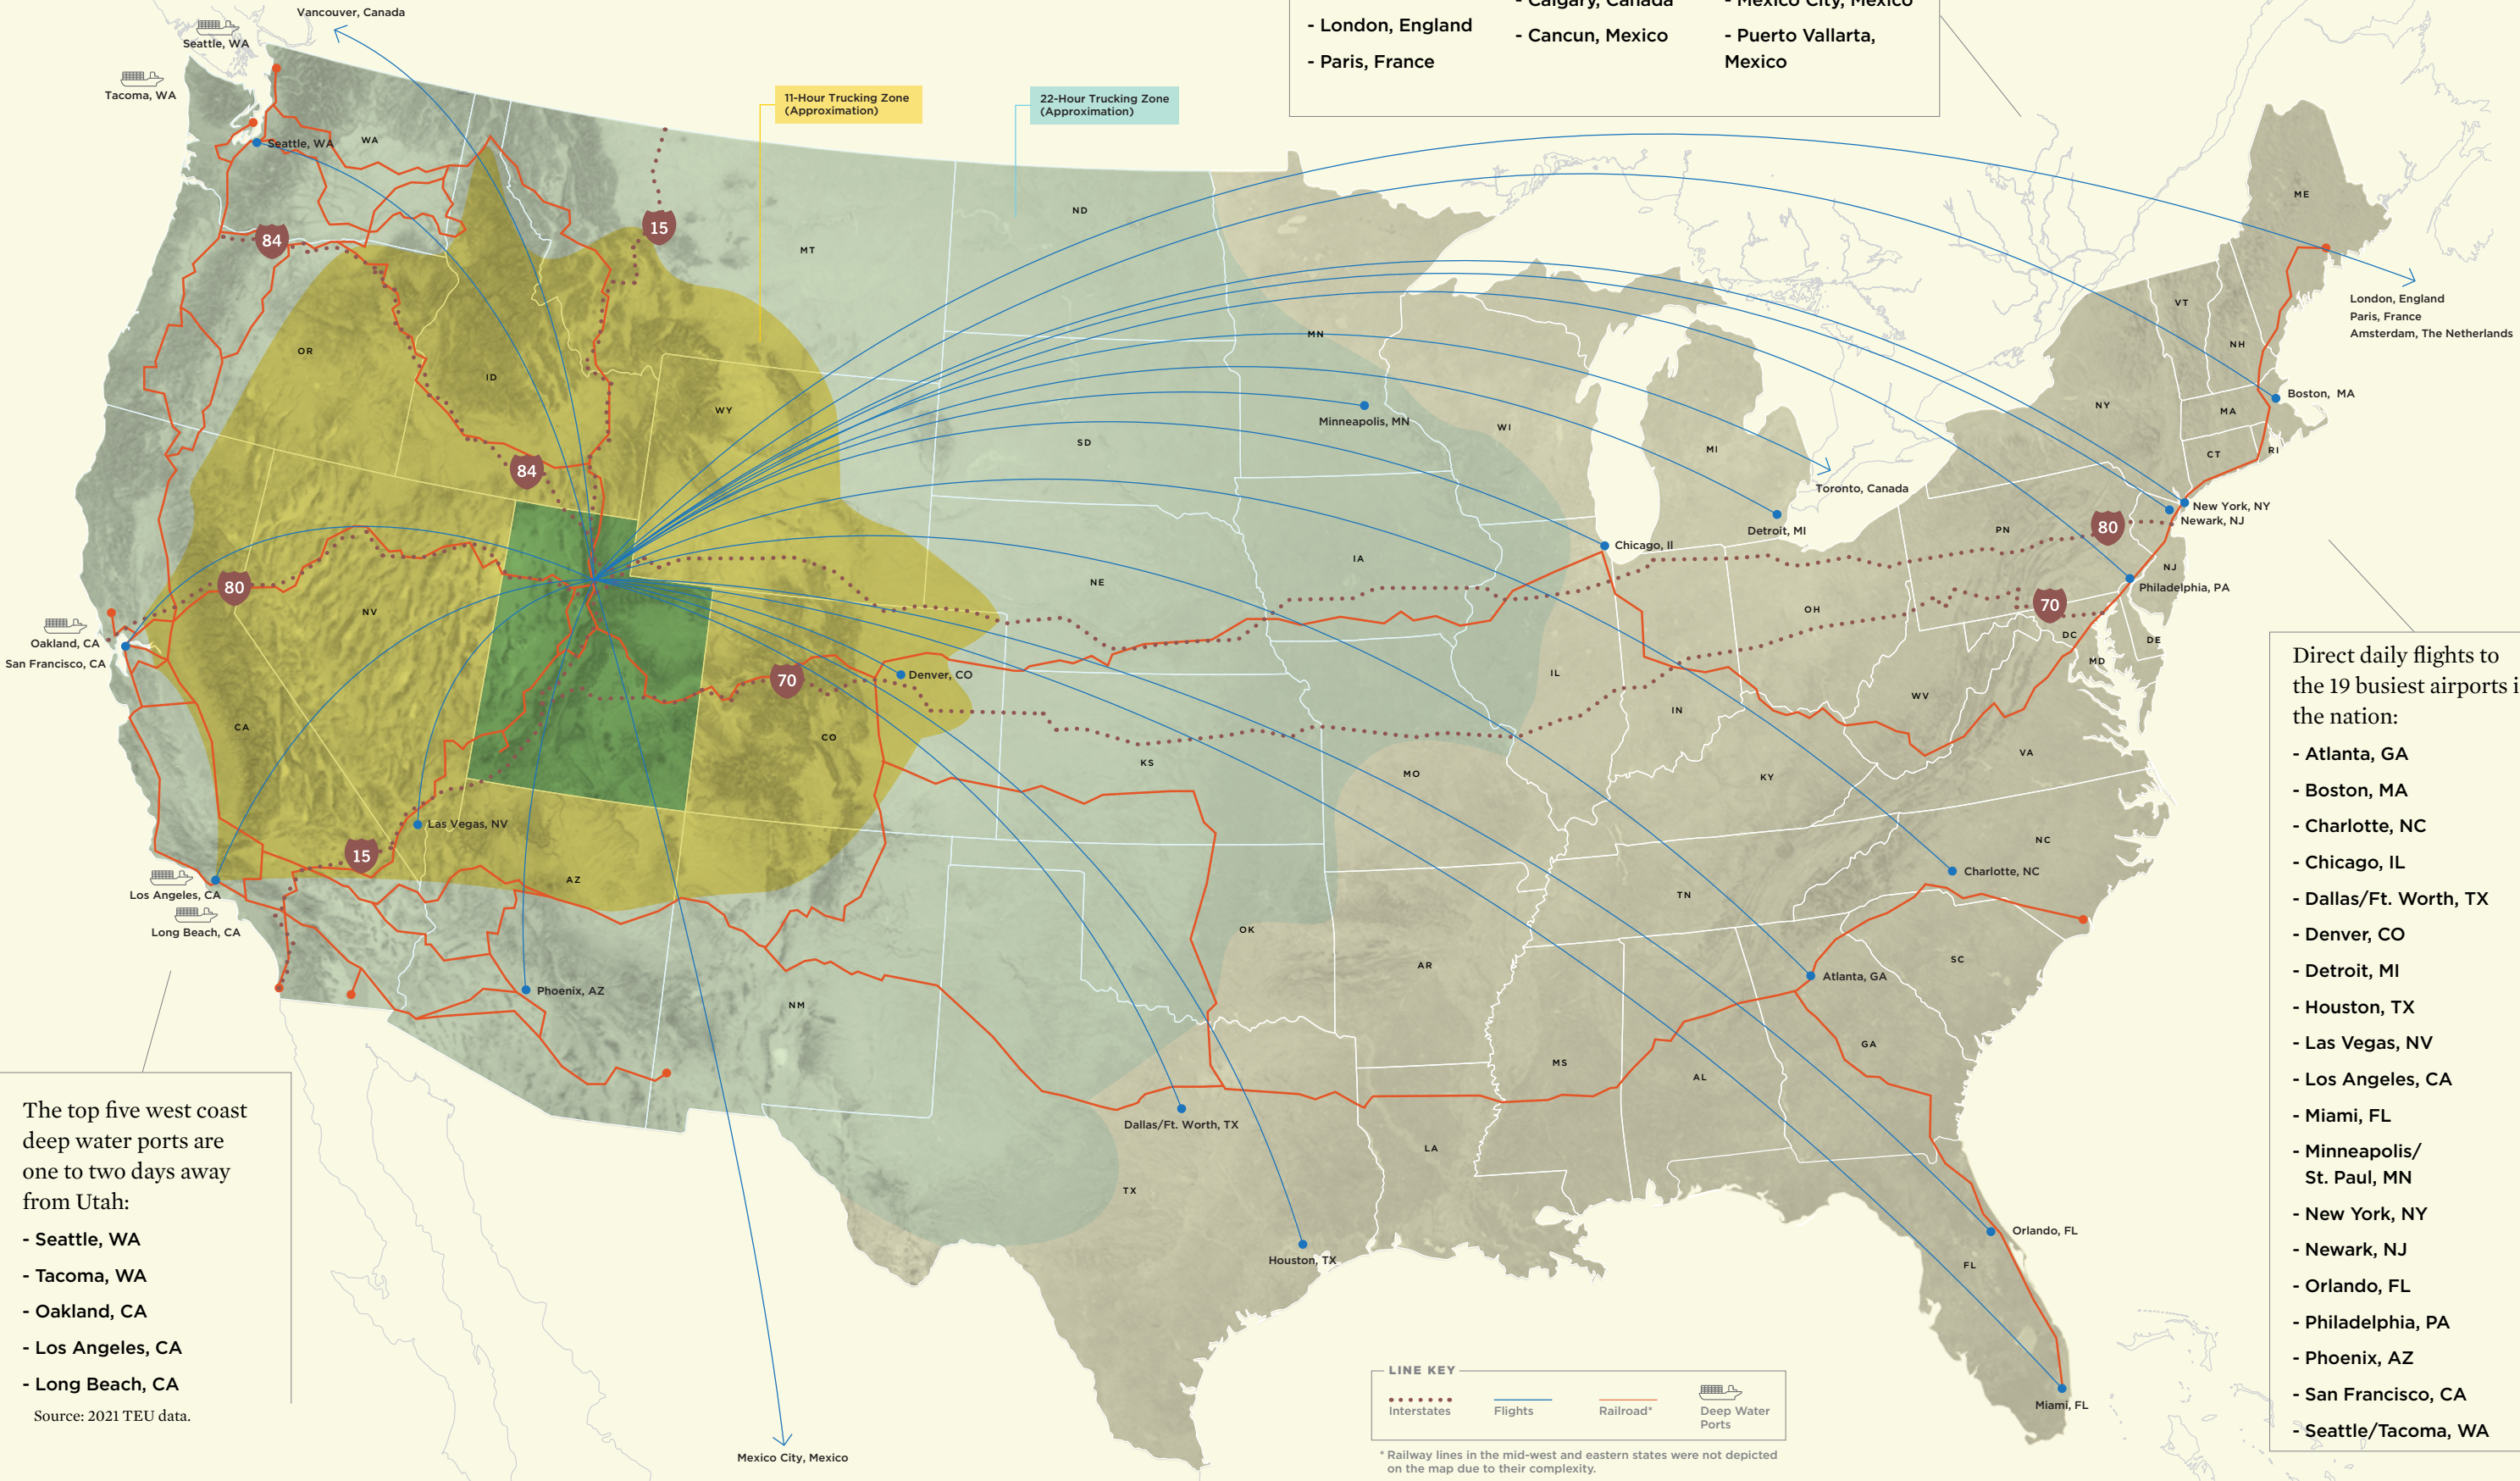 Vancouver, Canada
Seattle, WA
Tacoma, WA
Seattle, WA
- London, England
- Paris, France
- Calgary, Canada
- Cancun, Mexico
- Mexico City, Mexico
- Puerto Vallarta,
Mexico
11-Hour Trucking Zone
(Approximation)
22-Hour Trucking Zone
(Approximation)
WA
84
15
MT
ND
MN
OR
ID
WY
SD
WI
MI
NY
VT
NH
ME
MA
CT
RI
London, England
Paris, France
Amsterdam, The Netherlands
Boston, MA
Minneapolis, MN
Toronto, Canada
Detroit, MI
Chicago, Il
New York, NY
Newark, NJ
84
80
PN
80
NJ
Philadelphia, PA
70
NV
NE
IA
OH
DC
DE
MD
Oakland, CA
San Francisco, CA
Denver, CO
70
CA
CO
KS
IL
IN
WV
VA
MO
KY
Las Vegas, NV
15
AZ
NC
Charlotte, NC
TN
Los Angeles, CA
Long Beach, CA
OK
AR
SC
Phoenix, AZ
NM
Atlanta, GA
MS
AL
GA
Dallas/Ft. Worth, TX
LA
TX
Houston, TX
Orlando, FL
FL
Miami, FL
Mexico City, Mexico
The top five west coast
deep water ports are
one to two days away
from Utah:
- Seattle, WA
- Tacoma, WA
- Oakland, CA
- Los Angeles, CA
- Long Beach, CA
Source: 2021 TEU data.
Direct daily flights to
the 19 busiest airports i
the nation:
- Atlanta, GA
- Boston, MA
- Charlotte, NC
- Chicago, IL
- Dallas/Ft. Worth, TX
- Denver, CO
- Detroit, MI
- Houston, TX
- Las Vegas, NV
- Los Angeles, CA
- Miami, FL
- Minneapolis/
St. Paul, MN
- New York, NY
- Newark, NJ
- Orlando, FL
- Philadelphia, PA
- Phoenix, AZ
- San Francisco, CA
- Seattle/Tacoma, WA
LINE KEY
Interstates
Flights
Railroad*
Deep Water
Ports
* Railway lines in the mid-west and eastern states were not depicted
on the map due to their complexity.